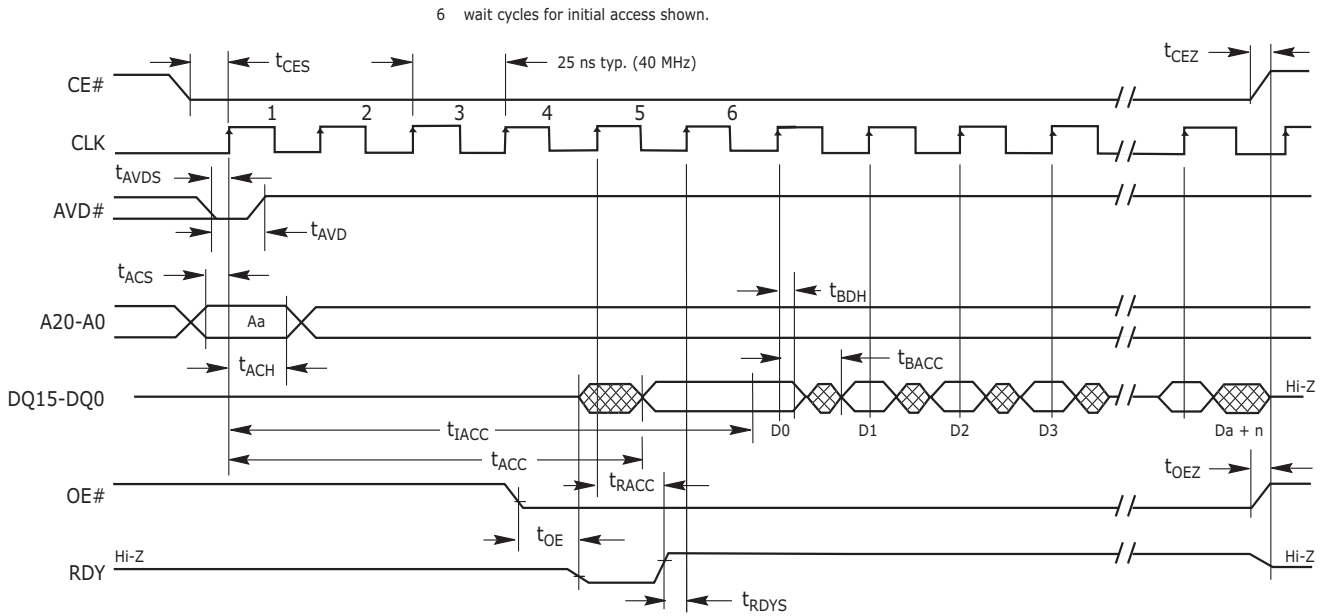 6 wait cycles for initial access shown.
tCES
25 ns typ. (40 MHz)
tCEZ
CE#
1 2 3 4 5 6
CLK
tAVDS
AVD#
tAVD
tACS
tBDH
A20-A0
Aa
tACH
tBACC
DQ15-DQ0
Hi-Z
tIACC
D0 D1 D2 D3 Da + n
tACC
tRACC
tOEZ
OE#
tOE
Hi-Z
Hi-Z
RDY
tRDYS